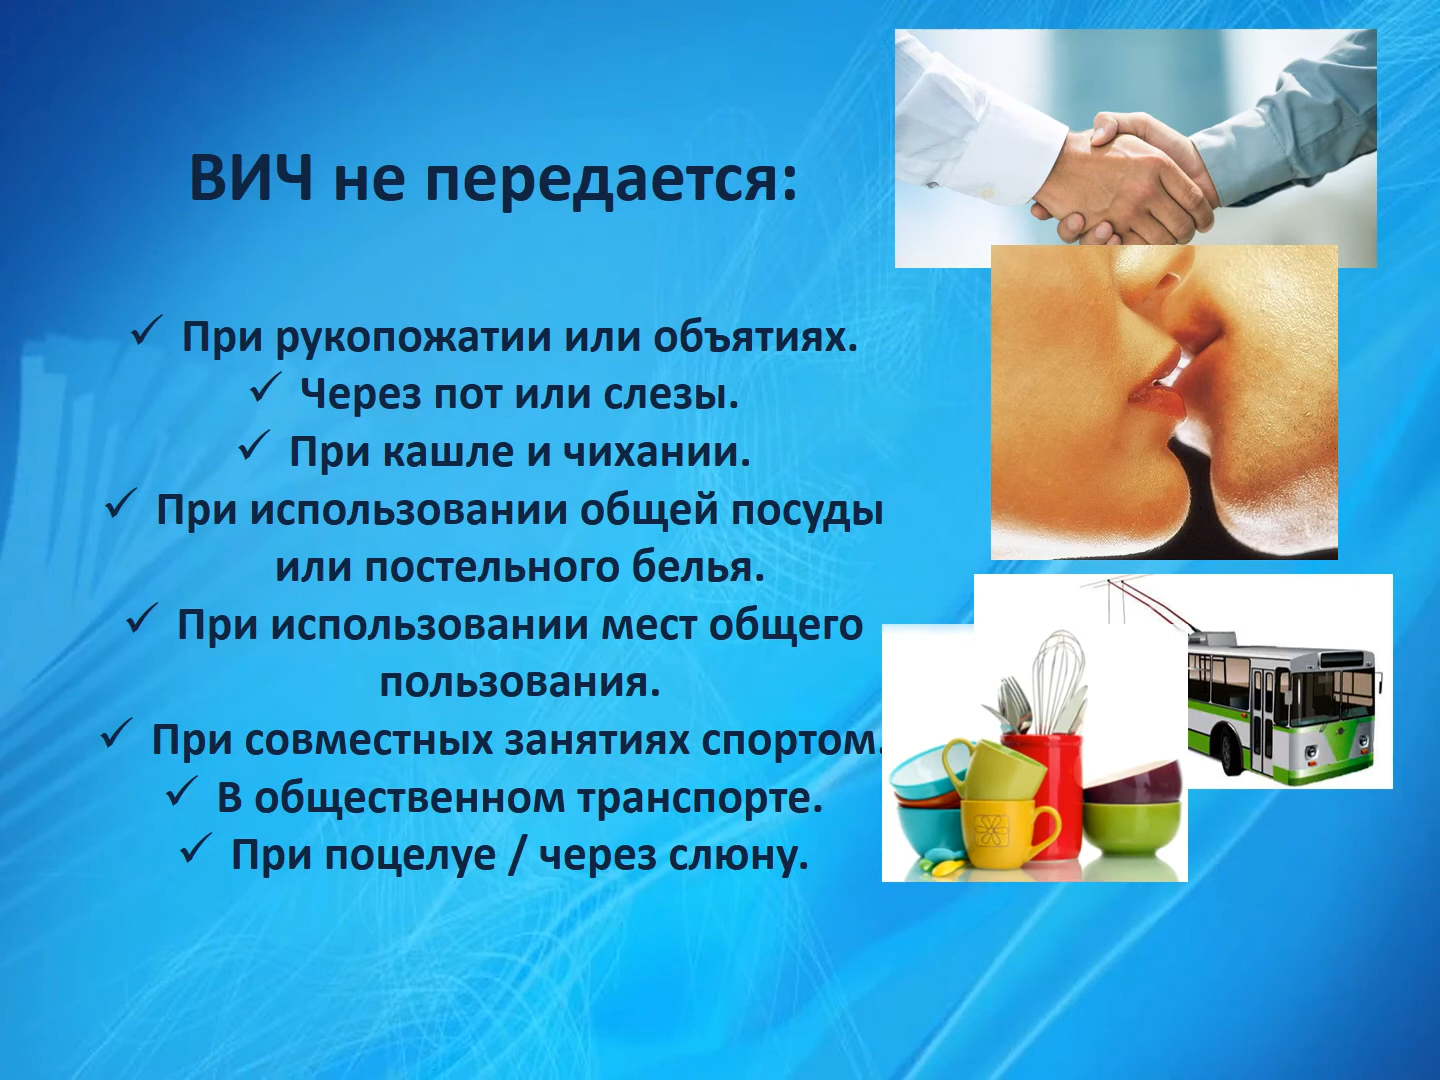 ВИЧ не передается:
✓ При рукопожатии или объятиях.
✓ Через пот или слезы.
✓ При кашле и чихании.
✓ При использовании общей посуды
или постельного белья.
✓ При использовании мест общего
пользования.
✓ При совместных занятиях спортом.
✓ В общественном транспорте.
✓ При поцелуе / через слюну.